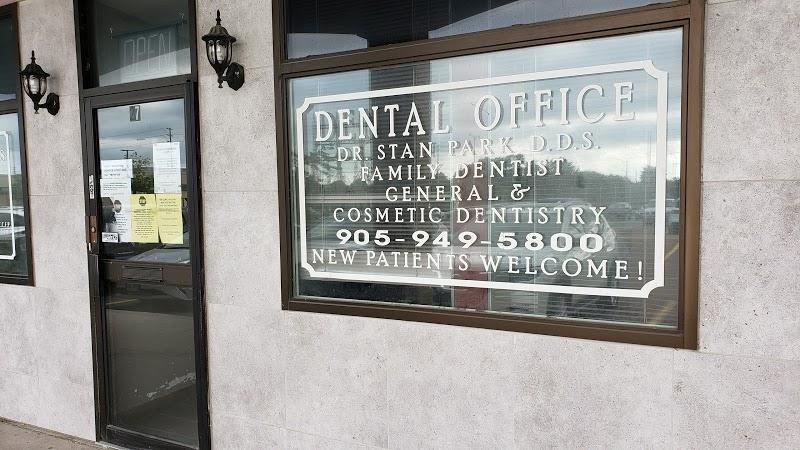 OPEN
7
DENTAL OFFICE
DR. STAN PARK D.D.S.
FAMILY DENTIST
GENERAL &
COSMETIC DENTISTRY
905-949-5800
NEW PATIENTS WELCOME!